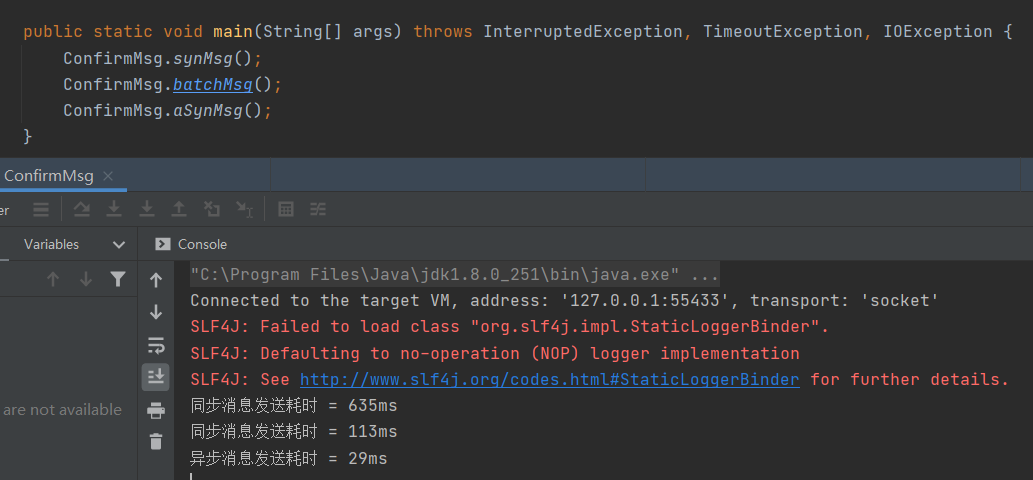 public static void main(String[] args) throws InterruptedException, TimeoutException, IOException {
ConfirmMsg.synMsg();
ConfirmMsg.batchMsg();
ConfirmMsg.aSynMsg();
}
ConfirmMsg
er
Variables
Console
"C:\Program Files\Java\jdk1.8.0_251\bin\java.exe" ...
Connected to the target VM, address: '127.0.0.1:55433', transport: 'socket'
SLF4J: Failed to load class "org.slf4j.impl.StaticLoggerBinder".
SLF4J: Defaulting to no-operation (NOP) logger implementation
SLF4J: See http://www.slf4j.org/codes.html#StaticLoggerBinder for further details.
are not available
同步消息发送耗时 = 635ms
同步消息发送耗时 = 113ms
异步消息发送耗时 = 29ms